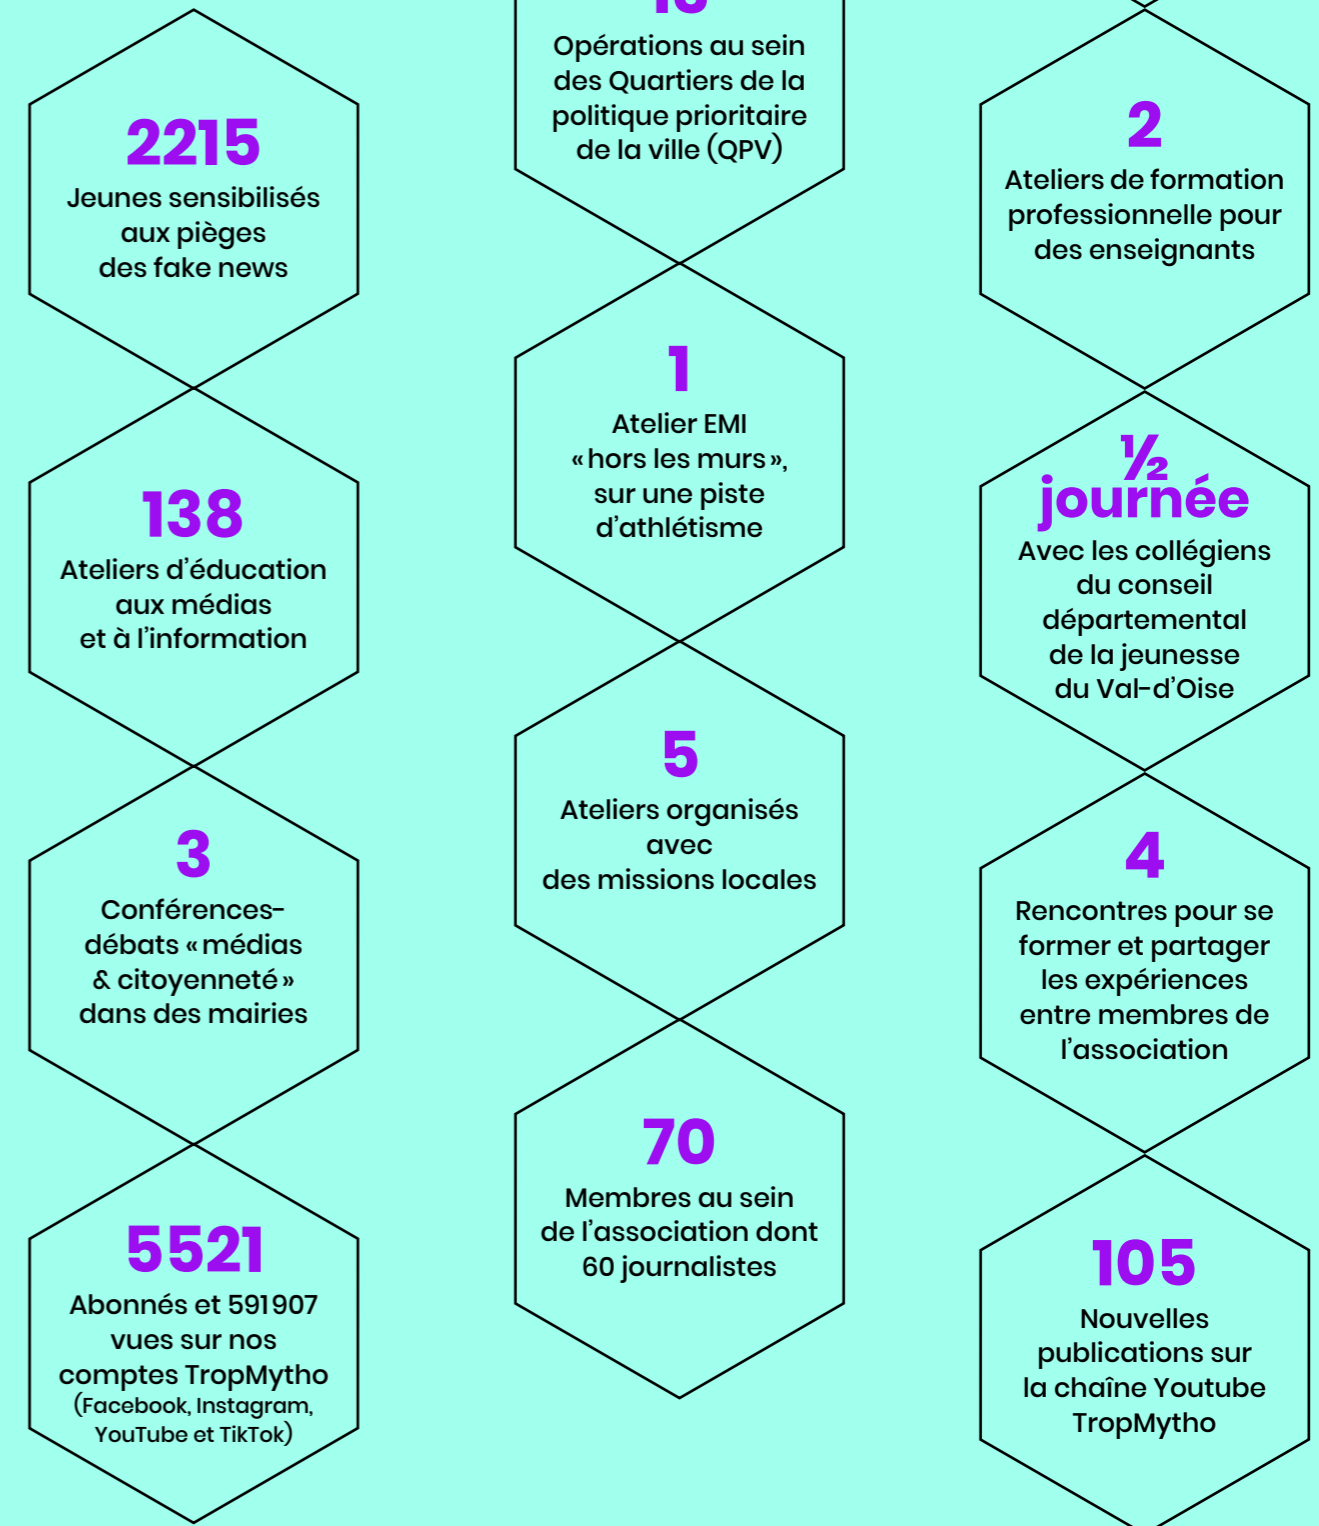 2215
Jeunes sensibilisés
aux pièges
des fake news
138
Ateliers d'éducation
aux médias
et à l'information
3
Conférences-
débats « médias
& citoyenneté »
dans des mairies
5521
Abonnés et 591 907
vues sur nos
comptes TropMytho
(Facebook, Instagram,
YouTube et TikTok)
Opérations au sein
des Quartiers de la
politique prioritaire
de la ville (QPV)
1
Atelier EMI
« hors les murs »,
sur une piste
d'athlétisme
5
Ateliers organisés
avec
des missions locales
70
Membres au sein
de l'association dont
60 journalistes
2
Ateliers de formation
professionnelle pour
des enseignants
½
journée
Avec les collégiens
du conseil
départemental
de la jeunesse
du Val-d'Oise
4
Rencontres pour se
former et partager
les expériences
entre membres de
l'association
105
Nouvelles
publications sur
la chaîne Youtube
TropMytho